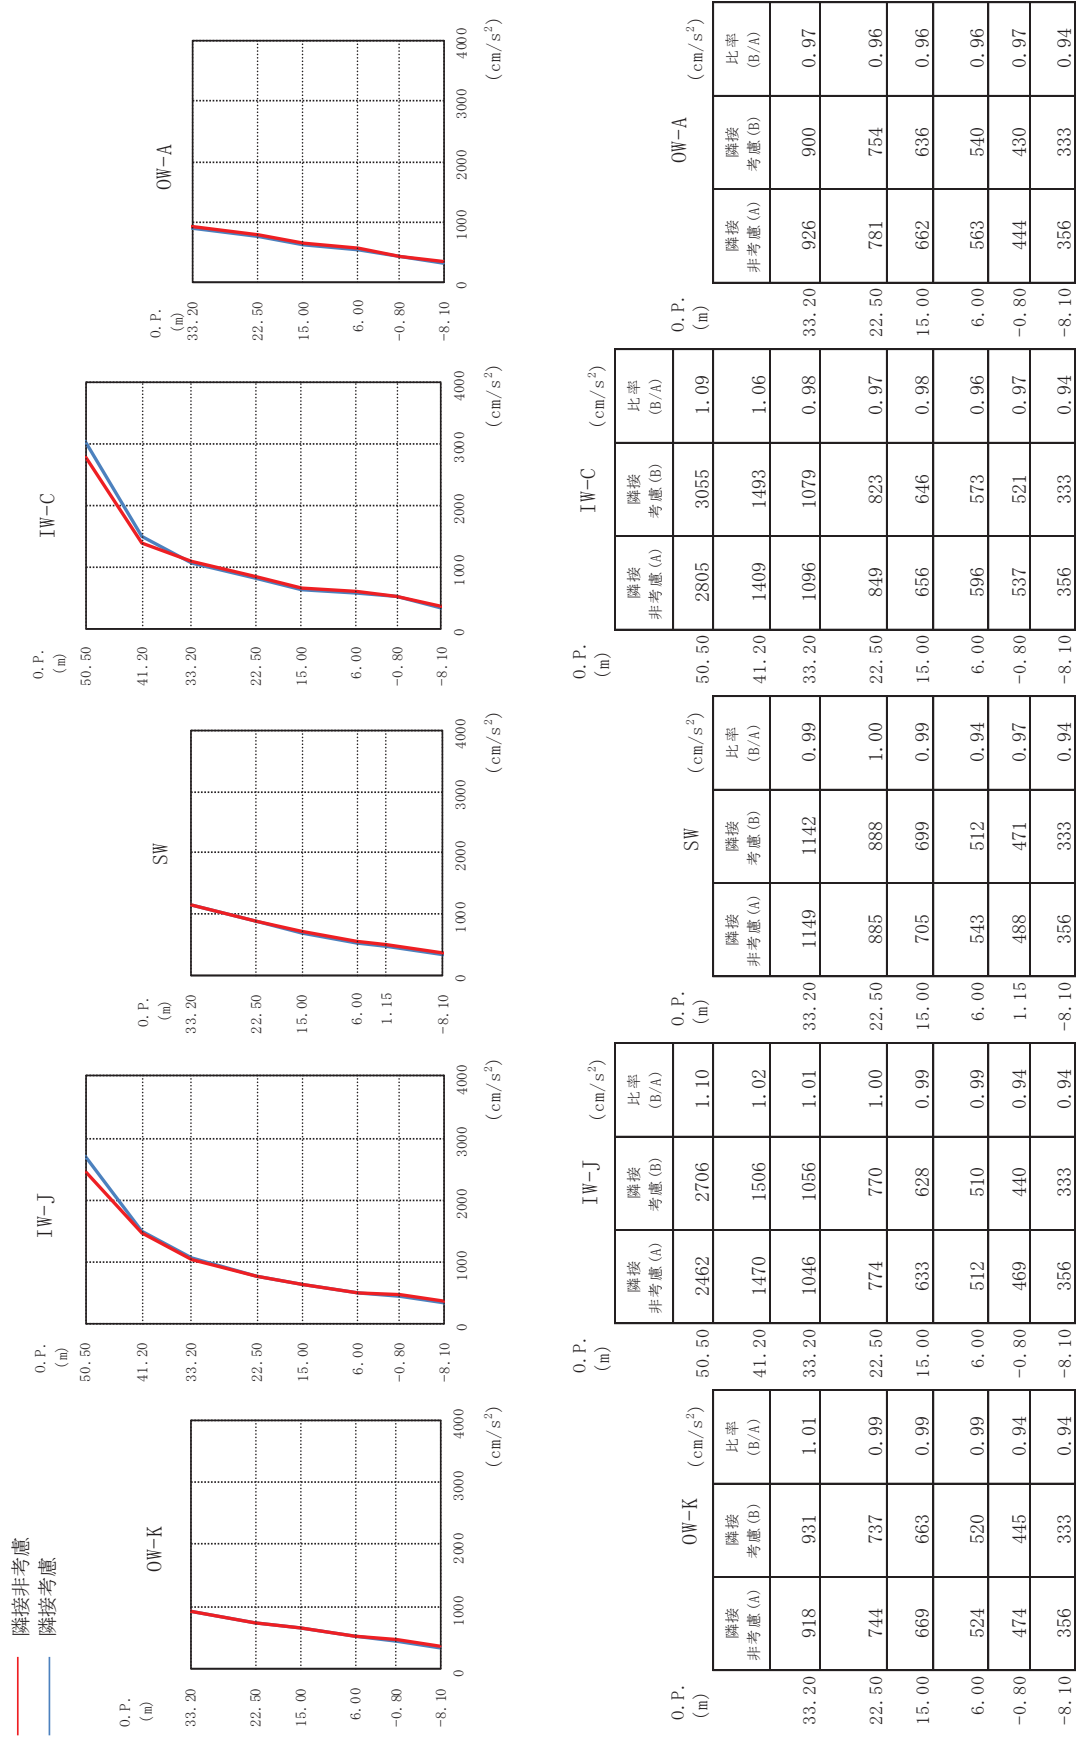 隣接非考慮
隣接考慮
OW-K
O.P.
(m)
33.20
22.50
15.00
6.00
-0.80
-8.10
0 1000 2000 3000 4000
(cm/s²)
IW-J
O.P.
(m)
50.50
41.20
33.20
22.50
15.00
6.00
-0.80
-8.10
0 1000 2000 3000 4000
(cm/s²)
SW
O.P.
(m)
33.20
22.50
15.00
6.00
1.15
-8.10
0 1000 2000 3000 4000
(cm/s²)
IW-C
O.P.
(m)
50.50
41.20
33.20
22.50
15.00
6.00
-0.80
-8.10
0 1000 2000 3000 4000
(cm/s²)
OW-A
O.P.
(m)
33.20
22.50
15.00
6.00
-0.80
-8.10
0 1000 2000 3000 4000
(cm/s²)
OW-K
O.P.
(m)
(cm/s²)
隣接 隣接 比率
非考慮(A) 考慮(B) (B/A)
33.20 918 931 1.01
22.50 744 737 0.99
15.00 669 663 0.99
6.00 524 520 0.99
-0.80 474 445 0.94
-8.10 356 333 0.94
IW-J
O.P.
(m)
(cm/s²)
隣接 隣接 比率
非考慮(A) 考慮(B) (B/A)
50.50 2462 2706 1.10
41.20 1470 1506 1.02
33.20 1046 1056 1.01
22.50 774 770 1.00
15.00 633 628 0.99
6.00 512 510 0.99
-0.80 469 440 0.94
-8.10 356 333 0.94
SW
O.P.
(m)
(cm/s²)
隣接 隣接 比率
非考慮(A) 考慮(B) (B/A)
33.20 1149 1142 0.99
22.50 885 888 1.00
15.00 705 699 0.99
6.00 543 512 0.94
1.15 488 471 0.97
-8.10 356 333 0.94
IW-C
O.P.
(m)
(cm/s²)
隣接 隣接 比率
非考慮(A) 考慮(B) (B/A)
50.50 2805 3055 1.09
41.20 1409 1493 1.06
33.20 1096 1079 0.98
22.50 849 823 0.97
15.00 656 646 0.98
6.00 596 573 0.96
-0.80 537 521 0.97
-8.10 356 333 0.94
OW-A
O.P.
(m)
(cm/s²)
隣接 隣接 比率
非考慮(A) 考慮(B) (B/A)
33.20 926 900 0.97
22.50 781 754 0.96
15.00 662 636 0.96
6.00 563 540 0.96
-0.80 444 430 0.97
-8.10 356 333 0.94